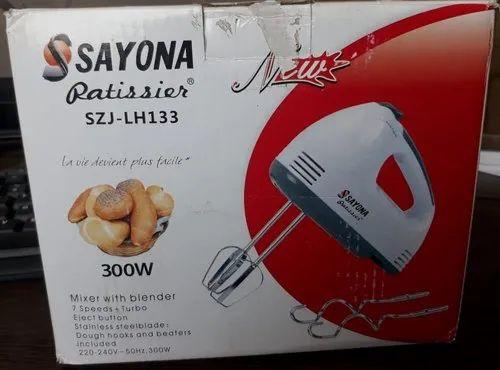 SAYONA
Patissier®
SZJ-LH133
New
La vie devient plus facile"
300W
Mixer with blender
7 Speeds + Turbo
Eject button
Stainless steelblade:
Dough hooks and beaters
included
220-240V~50Hz, 300W
SAYONA
Patissier®